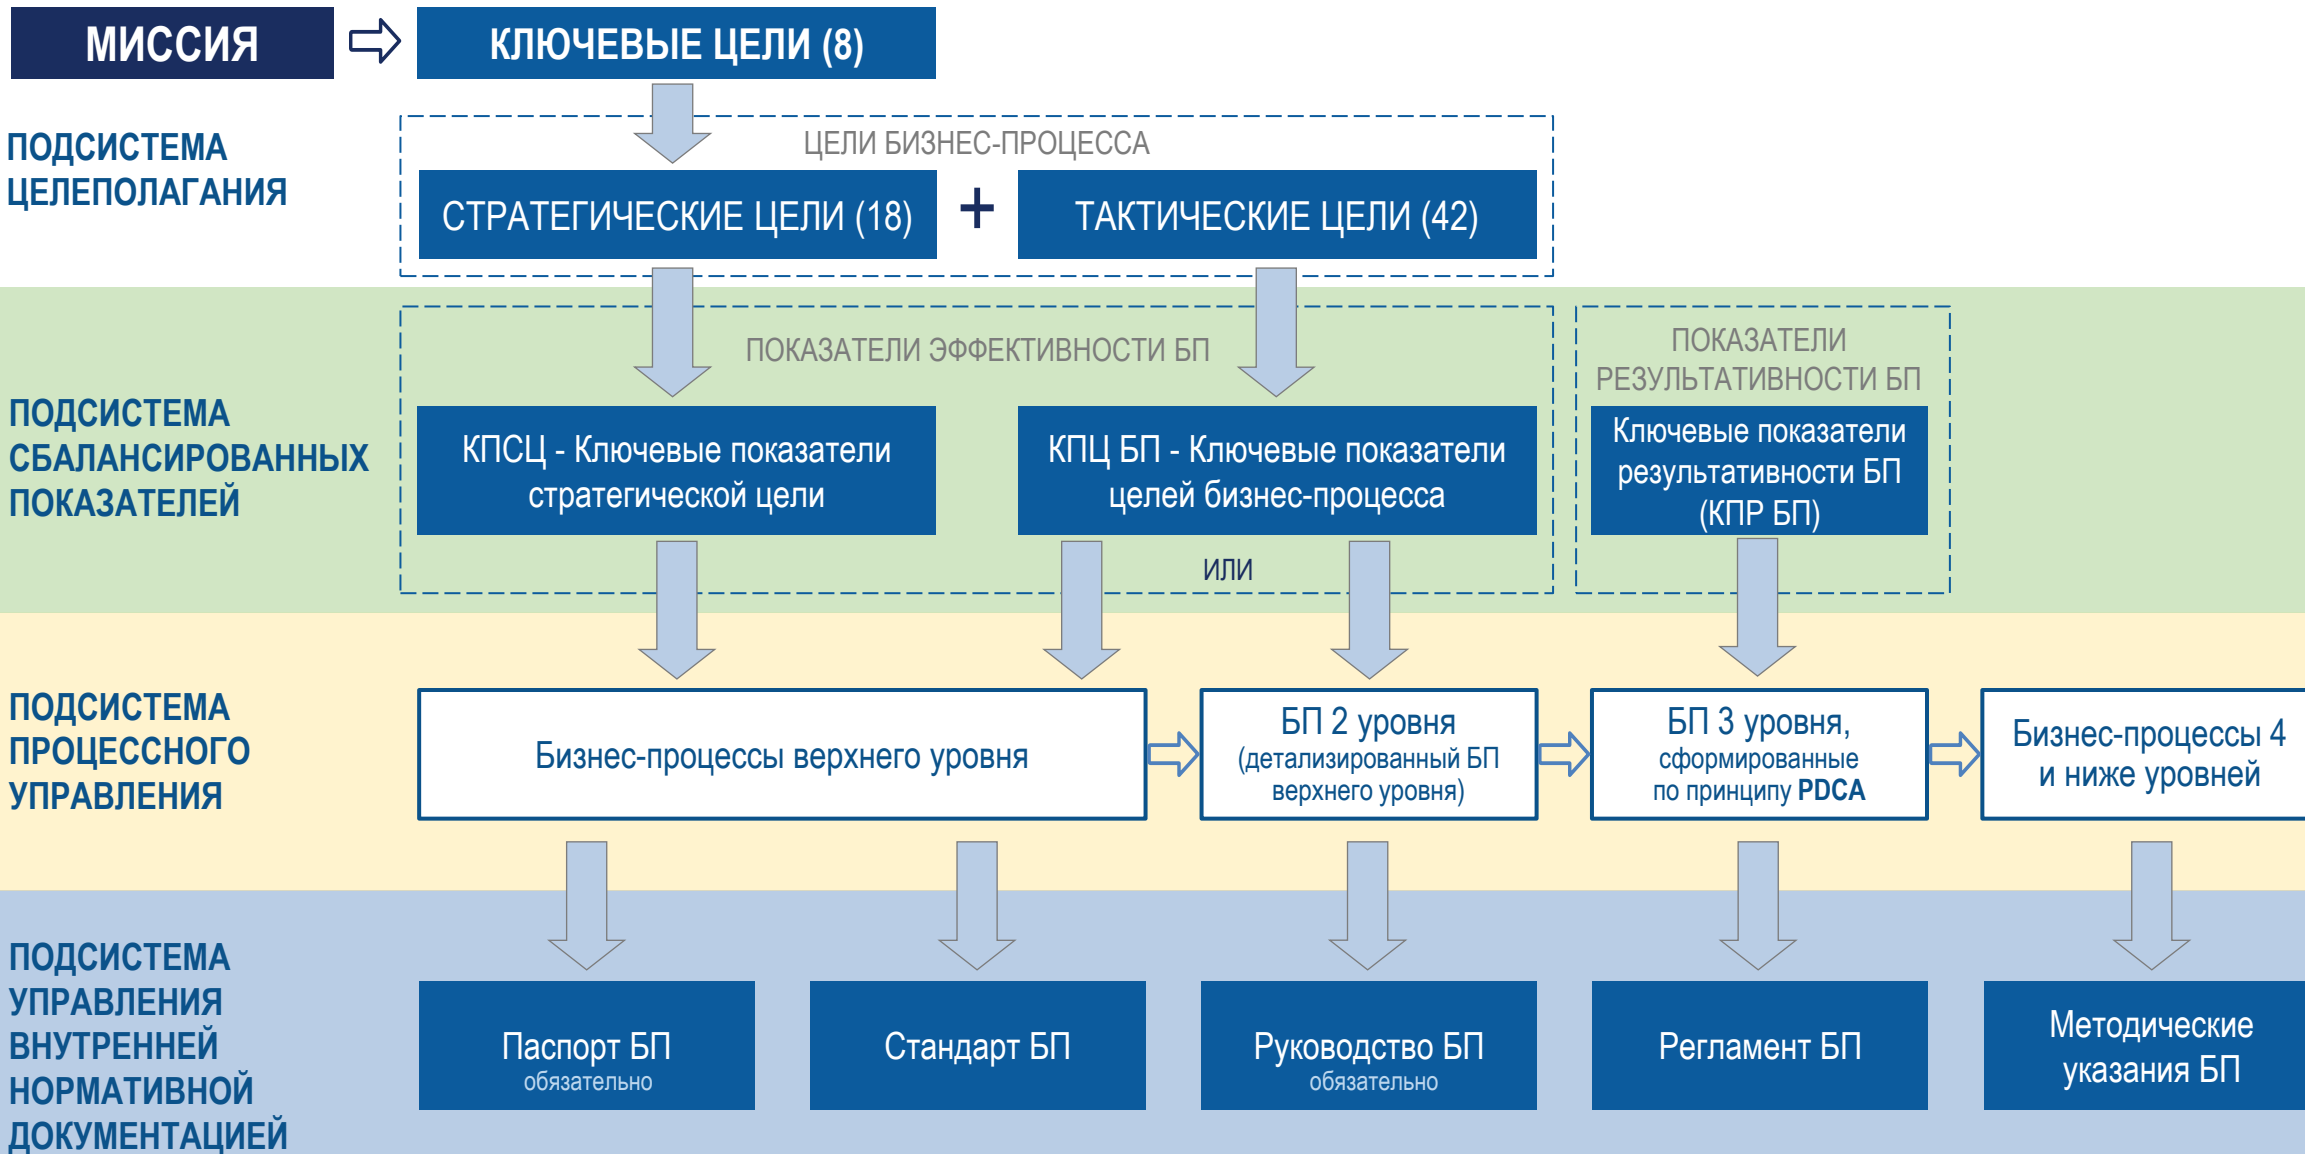 МИССИЯ
КЛЮЧЕВЫЕ ЦЕЛИ (8)
ПОДСИСТЕМА
ЦЕЛЕПОЛАГАНИЯ
ЦЕЛИ БИЗНЕС-ПРОЦЕССА
СТРАТЕГИЧЕСКИЕ ЦЕЛИ (18)
+
ТАКТИЧЕСКИЕ ЦЕЛИ (42)
ПОДСИСТЕМА
СБАЛАНСИРОВАННЫХ
ПОКАЗАТЕЛЕЙ
ПОКАЗАТЕЛИ ЭФФЕКТИВНОСТИ БП
КПСЦ - Ключевые показатели
стратегической цели
КПЦ БП - Ключевые показатели
целей бизнес-процесса
ИЛИ
ПОКАЗАТЕЛИ
РЕЗУЛЬТАТИВНОСТИ БП
Ключевые показатели
результативности БП
(КПР БП)
ПОДСИСТЕМА
ПРОЦЕССНОГО
УПРАВЛЕНИЯ
Бизнес-процессы верхнего уровня
БП 2 уровня
(детализированный БП
верхнего уровня)
БП 3 уровня,
сформированные
по принципу PDCA
Бизнес-процессы 4
и ниже уровней
ПОДСИСТЕМА
УПРАВЛЕНИЯ
ВНУТРЕННЕЙ
НОРМАТИВНОЙ
ДОКУМЕНТАЦИЕЙ
Паспорт БП
обязательно
Стандарт БП
Руководство БП
обязательно
Регламент БП
Методические
указания БП